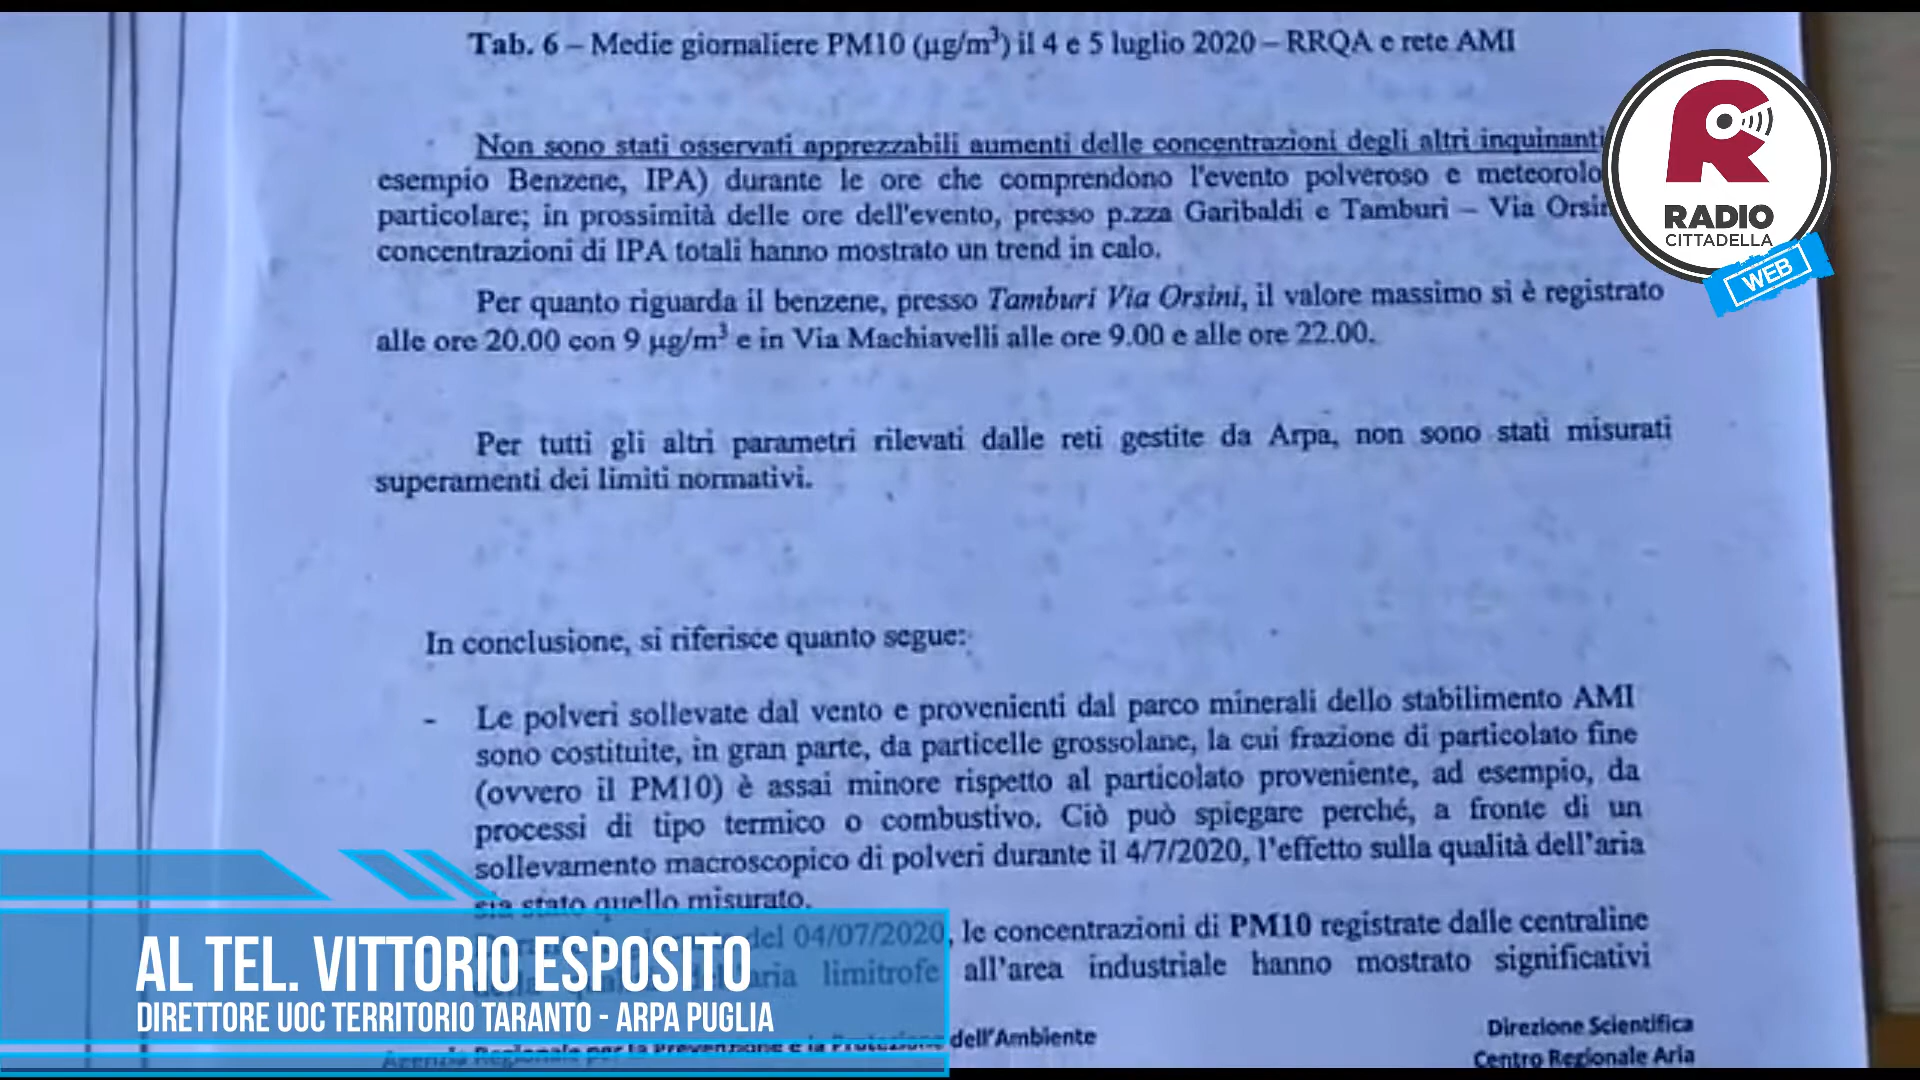 Tab. 6 – Medie giornaliere PM10 (µg/m³) il 4 e 5 luglio 2020 – RRQA e rete AMI
Non sono stati osservati apprezzabili aumenti delle concentrazioni degli altri inquinanti
esempio Benzene, IPA) durante le ore che comprendono l'evento polveroso e
particolare; in prossimità delle ore dell'evento, presso p.zza Garibaldi e Tamburi – Via
concentrazioni di IPA totali hanno mostrato un trend in calo.
Per quanto riguarda il benzene, presso Tamburi Via Orsini, il valore massimo si è registrato
alle ore 20.00 con 9 µg/m³ e in Via Machiavelli alle ore 9.00 e alle ore 22.00.
Per tutti gli altri parametri rilevati dalle reti gestite da Arpa, non sono stati misurati
superamenti dei limiti normativi.
In conclusione, si riferisce quanto segue:
- Le polveri sollevate dal vento e provenienti dal parco minerali dello stabilimento AMI
sono costituite, in gran parte, da particelle grossolane, la cui frazione di particolato fine
(ovvero il PM10) è assai minore rispetto al particolato proveniente, ad esempio, da
processi di tipo termico o combustivo. Ciò può spiegare perché, a fronte di un
sollevamento macroscopico di polveri durante il 4/7/2020, l'effetto sulla qualità dell'aria
sia stato quello misurato.
del 04/07/2020, le concentrazioni di PM10 registrate dalle centraline
limitrofe all'area industriale hanno mostrato significativi
Agenzia Regionale per la Prevenzione e la Protezione dell'Ambiente
Direzione Scientifica
Centro Regionale Aria
RADIO
CITTADELLA
WEB
AL TEL. VITTORIO ESPOSITO
DIRETTORE UOC TERRITORIO TARANTO - ARPA PUGLIA